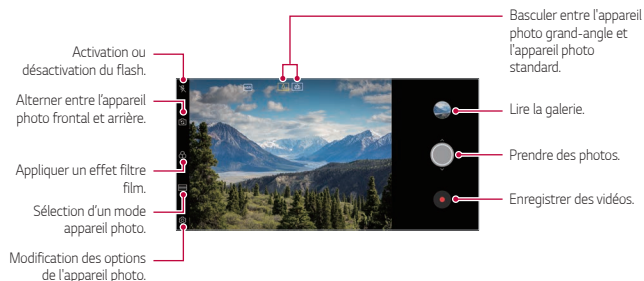 Activation ou
désactivation du flash.
Alterner entre l'appareil
photo frontal et arrière.
Appliquer un effet filtre
film.
Sélection d'un mode
appareil photo.
Modification des options
de l'appareil photo.
Basculer entre l'appareil
photo grand-angle et
l'appareil photo
standard.
Lire la galerie.
Prendre des photos.
Enregistrer des vidéos.